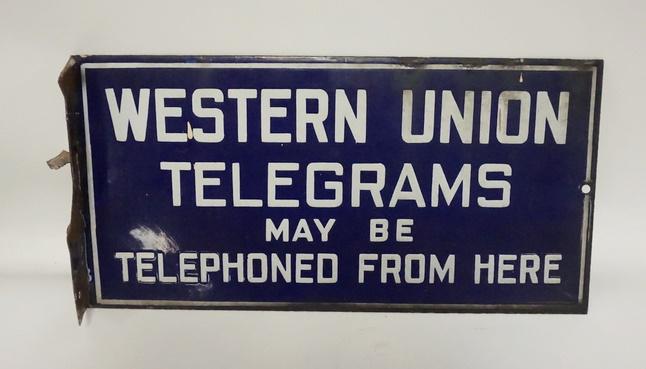 WESTERN UNION
TELEGRAMS
MAY BE
TELEPHONED FROM HERE